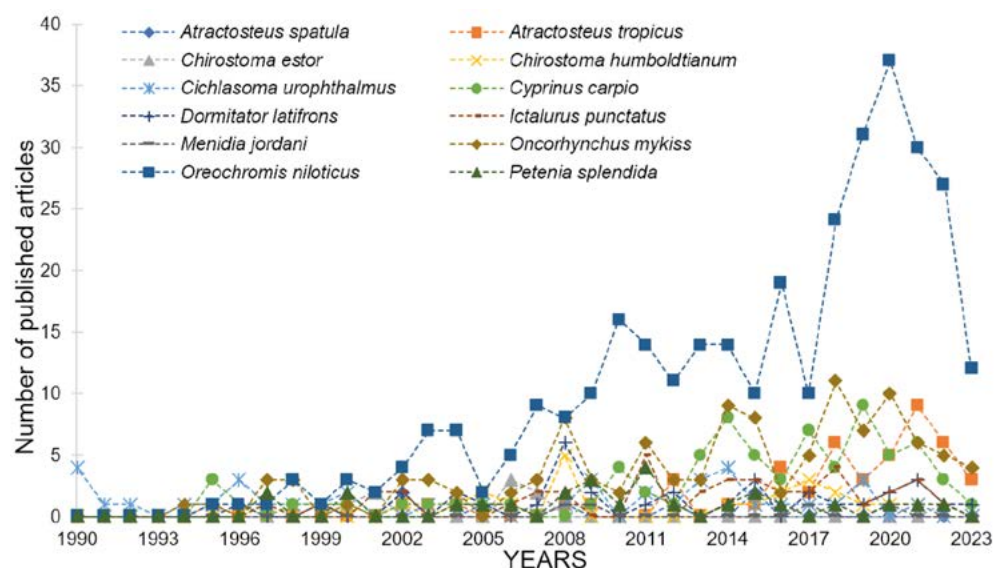 Number of published articles
40
35
30
25
20
15
10
5
0
Atractosteus spatula
Atractosteus tropicus
Chirostoma estor
Chirostoma humboldtianum
Cichlasoma urophthalmus
Cyprinus carpio
Dormitator latifrons
Ictalurus punctatus
Menidia jordani
Oncorhynchus mykiss
Oreochromis niloticus
Petenia splendida
1990 1993 1996 1999 2002 2005 2008 2011 2014 2017 2020 2023
YEARS